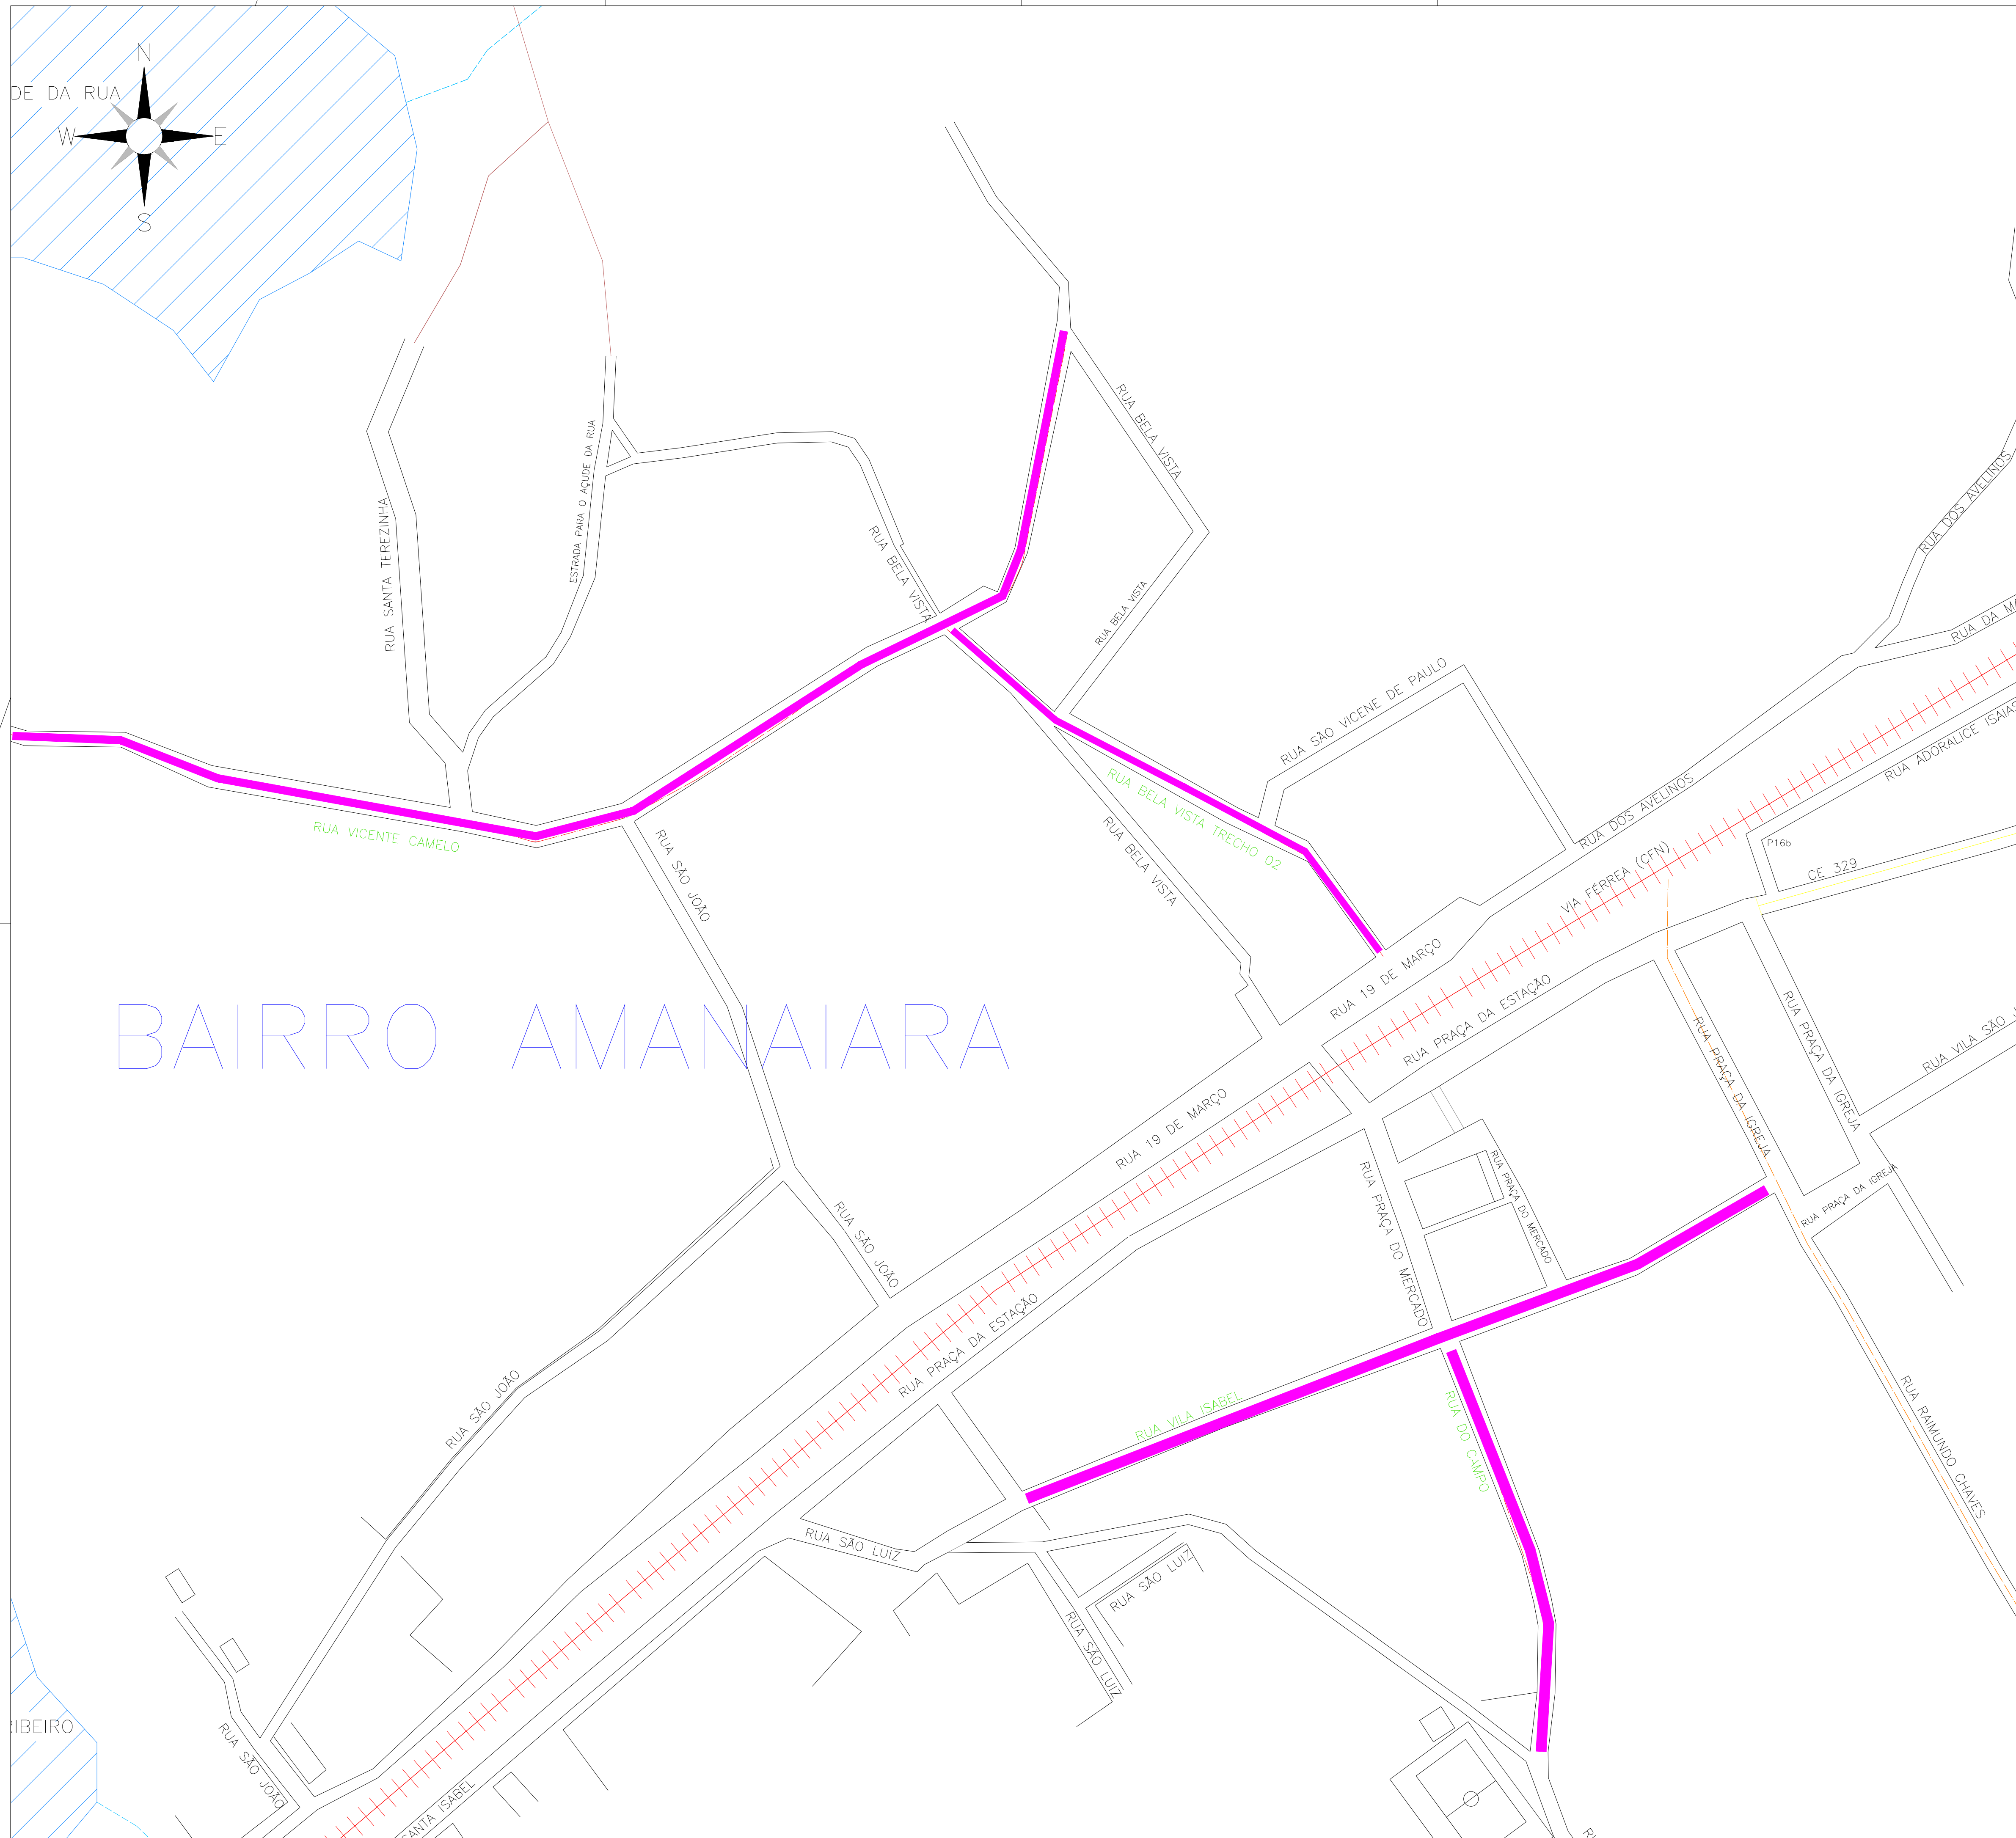 N
DE DA RUA
W
E
S
RUA BELA VISTA
ESTRADA PARA O AÇUDE DA RUA
RUA SANTA TEREZINHA
RUA BELA VISTA
RUA BELA VISTA
RUA DOS AVELINOS
RUA DA MA
RUA SÃO VICENE DE PAULO
RUA ADORALICE ISAIAS
RUA VICENTE CAMELO
RUA SÃO JOÃO
RUA BELA VISTA TRECHO 02
RUA BELA VISTA
RUA DOS AVELINOS
P16b
CE 329
VIA FÉRREA (CFN)
RUA 19 DE MARÇO
RUA PRAÇA DA ESTAÇÃO
BAIRRO AMANAIARA
RUA PRAÇA DA IGREJA
RUA PRAÇA DA IGREJA
RUA VILA SÃO J
RUA 19 DE MARÇO
RUA PRAÇA DO MERCADO
RUA PRAÇA DO MERCADO
RUA PRAÇA DA IGREJA
RUA SÃO JOÃO
RUA PRAÇA DA ESTAÇÃO
RUA SÃO JOÃO
RUA VILA ISABEL
RUA DO CAMPO
RUA RAIMUNDO CHAVES
RUA SÃO LUIZ
RUA SÃO LUIZ
RUA SÃO LUIZ
RIBEIRO
RUA SÃO JOÃO
SANTA ISABEL
RU